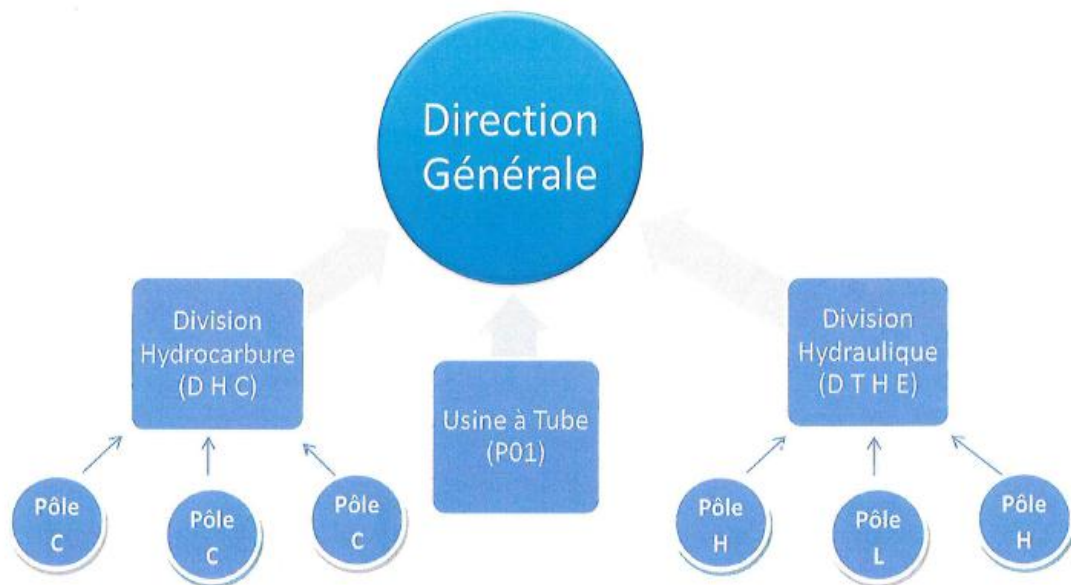 Direction
Générale
Division
Hydrocarbure
(D H C)
Usine à Tube
(P01)
Division
Hydraulique
(D T H E)
Pôle
C
Pôle
C
Pôle
C
Pôle
H
Pôle
L
Pôle
H